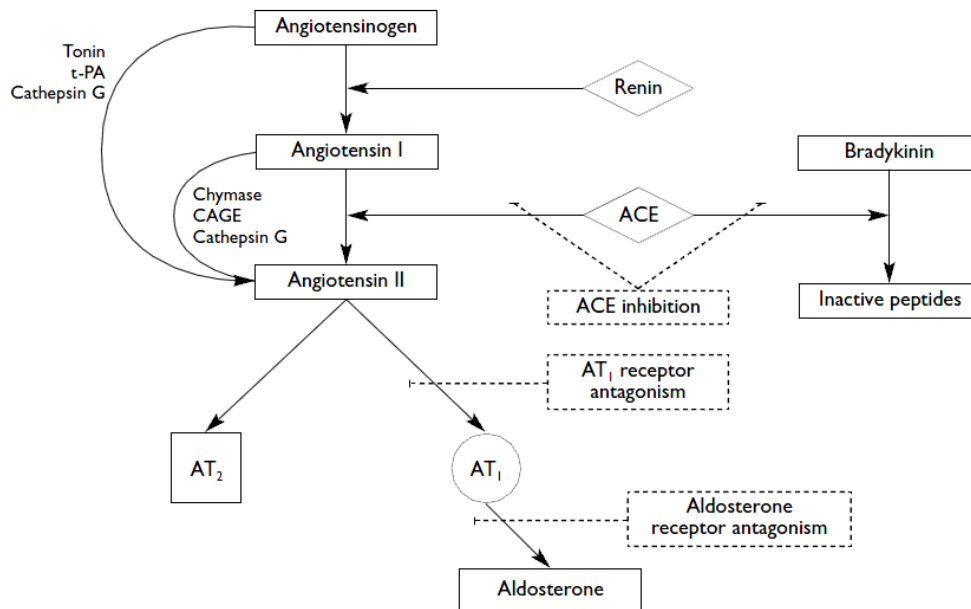 Angiotensinogen
Tonin
t-PA
Cathepsin G
Renin
Angiotensin I
Bradykinin
Chymase
CAGE
Cathepsin G
ACE
Angiotensin II
ACE inhibition
Inactive peptides
AT₁ receptor
antagonism
AT₂
AT₁
Aldosterone
receptor antagonism
Aldosterone